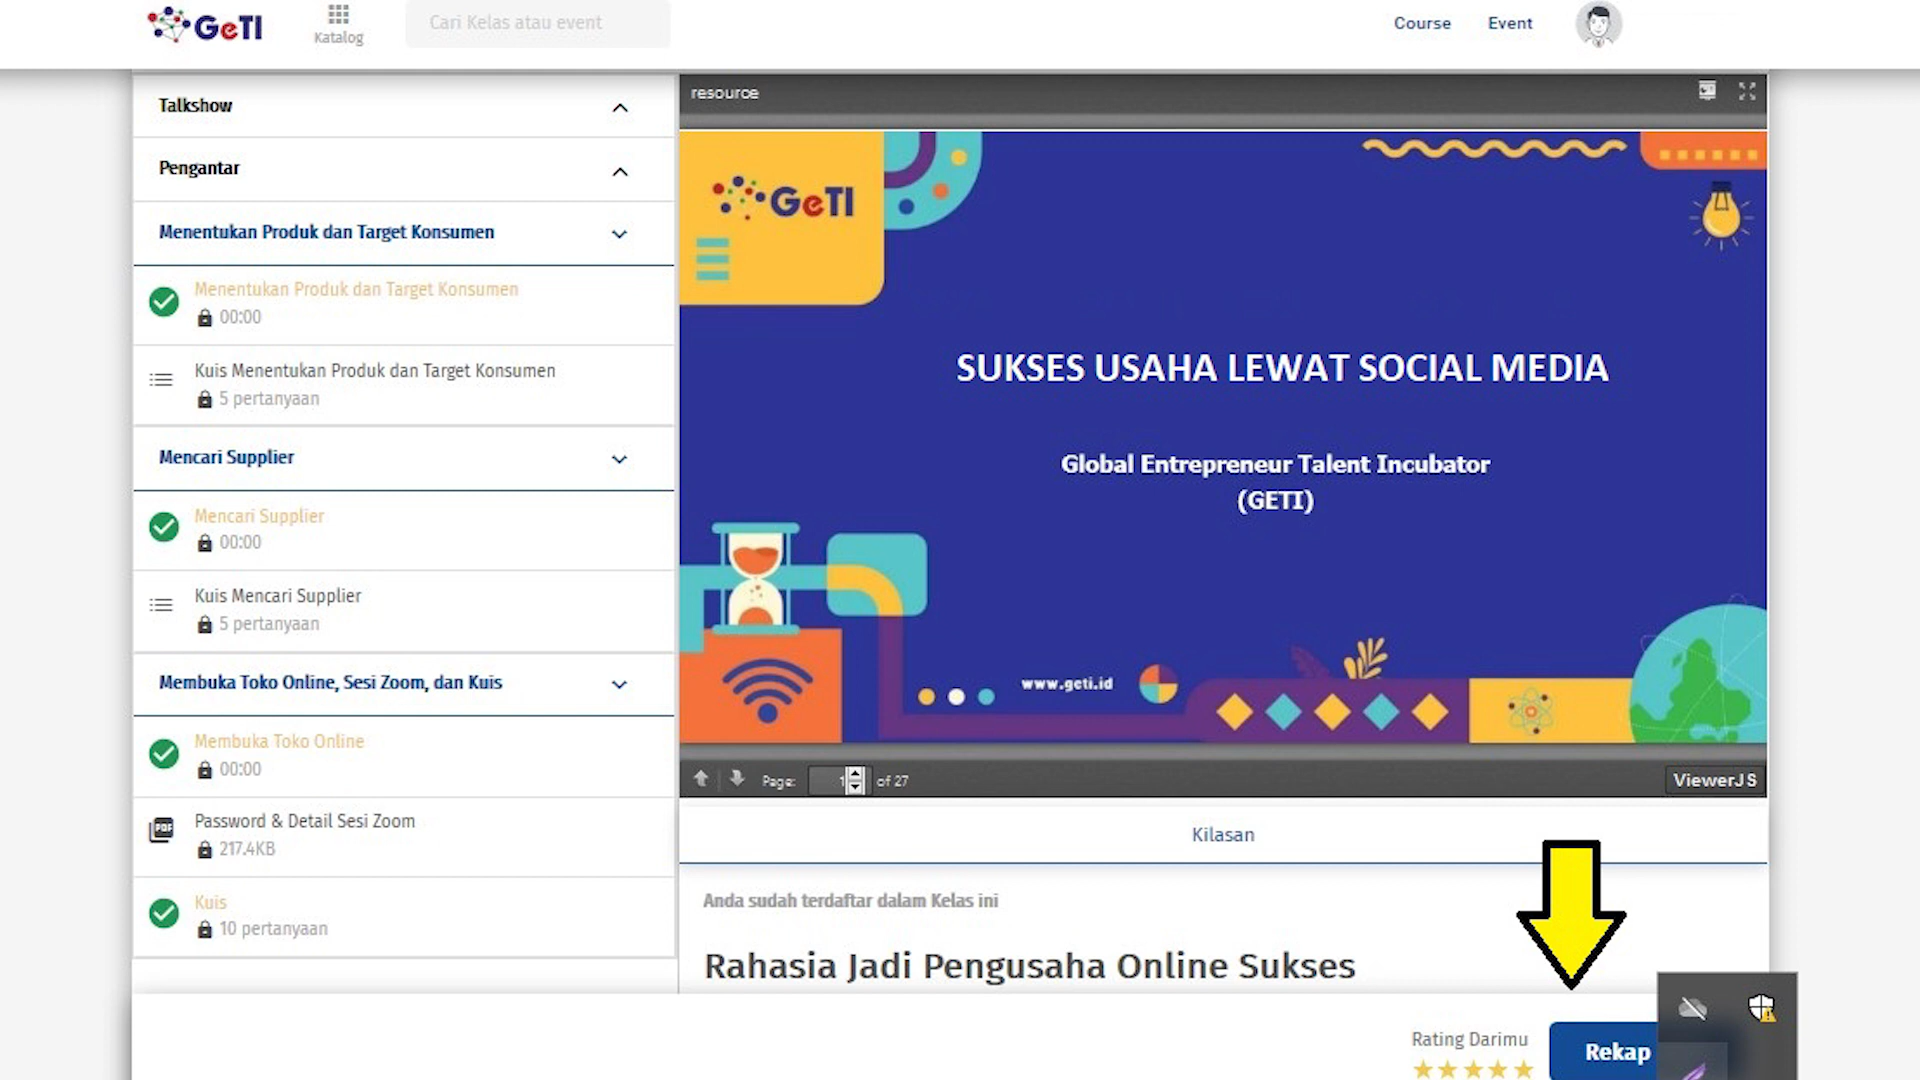 GeTI
Katalog
Cari Kelas atau event
Course
Event
Talkshow
Pengantar
Menentukan Produk dan Target Konsumen
Menentukan Produk dan Target Konsumen
00:00
Kuis Menentukan Produk dan Target Konsumen
5 pertanyaan
Mencari Supplier
Mencari Supplier
00:00
Kuis Mencari Supplier
5 pertanyaan
Membuka Toko Online, Sesi Zoom, dan Kuis
Membuka Toko Online
00:00
PDF
Password & Detail Sesi Zoom
217.4KB
Kuis
10 pertanyaan
resource
GeTI
SUKSES USAHA LEWAT SOCIAL MEDIA
Global Entrepreneur Talent Incubator
(GETI)
www.geti.id
Page:
1
of 27
ViewerJS
Kilasan
Anda sudah terdaftar dalam Kelas ini
Rahasia Jadi Pengusaha Online Sukses
Rating Darimu
Rekap